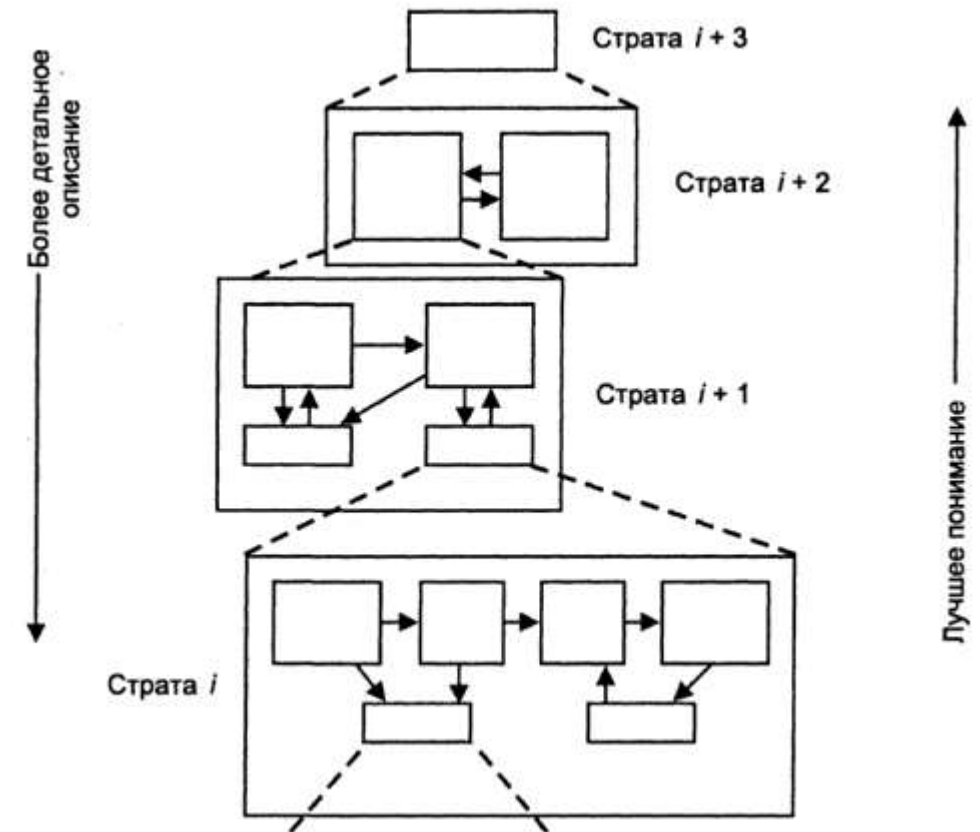 Страта i + 3
Более детальное
описание
Страта i + 2
Страта i + 1
Лучшее понимание
Страта i